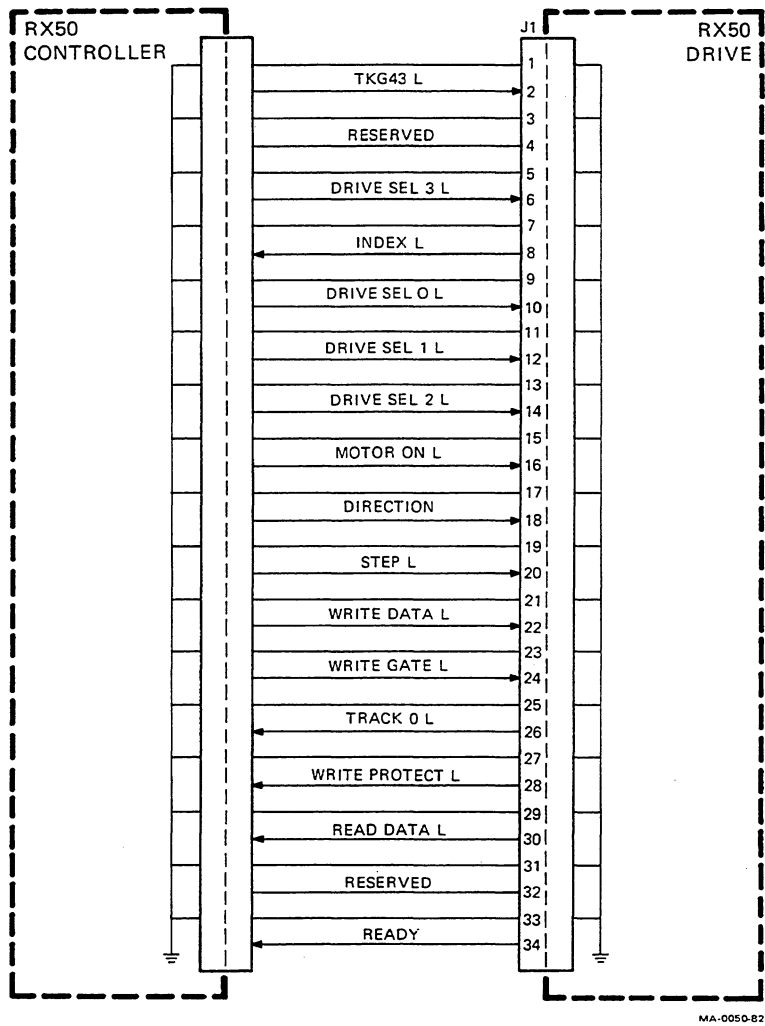 RX50
CONTROLLER
J1
RX50
DRIVE
1
TKG43 L
2
3
RESERVED
4
5
DRIVE SEL 3 L
6
7
INDEX L
8
9
DRIVE SEL 0 L
10
11
DRIVE SEL 1 L
12
13
DRIVE SEL 2 L
14
15
MOTOR ON L
16
17
DIRECTION
18
19
STEP L
20
21
WRITE DATA L
22
23
WRITE GATE L
24
25
TRACK 0 L
26
27
WRITE PROTECT L
28
29
READ DATA L
30
31
RESERVED
32
33
READY
34
MA-0050-82